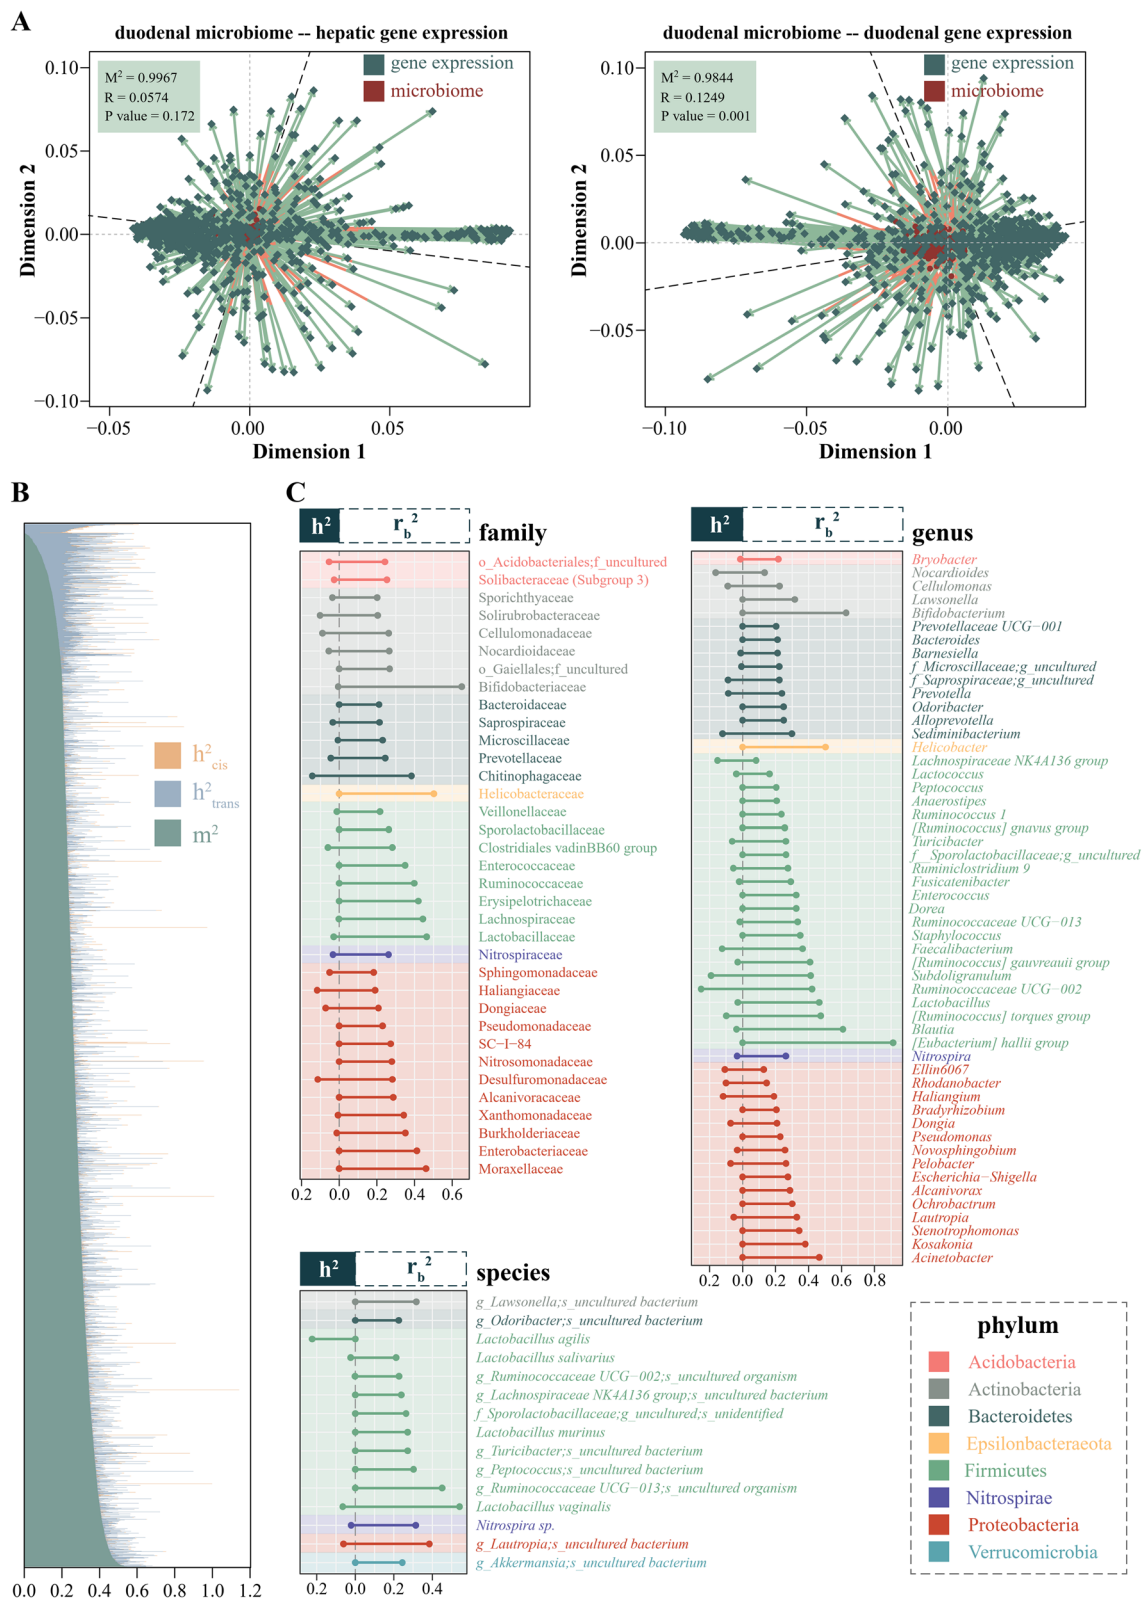 A
duodenal microbiome -- hepatic gene expression
M² = 0.9967
R = 0.0574
P value = 0.172
gene expression
microbiome
0.10
0.05
0.00
−0.05
−0.10
Dimension 2
−0.05
0.00
0.05
Dimension 1
duodenal microbiome -- duodenal gene expression
M² = 0.9844
R = 0.1249
P value = 0.001
gene expression
microbiome
0.10
0.05
0.00
−0.05
Dimension 2
−0.10
−0.05
0.00
Dimension 1
B
h²cis
h²trans
m²
0.0 0.2 0.4 0.6 0.8 1.0 1.2
C
h² rb²
family
o_Acidobacteriales;f_uncultured
Solibacteraceae (Subgroup 3)
Sporichthyaceae
Solirubrobacteraceae
Cellulomonadaceae
Nocardioidaceae
o_Gaiellales;f_uncultured
Bifidobacteriaceae
Bacteroidaceae
Saprospiraceae
Microscillaceae
Prevotellaceae
Chitinophagaceae
Helicobacteraceae
Veillonellaceae
Sporolactobacillaceae
Clostridiales vadinBB60 group
Enterococcaceae
Ruminococcaceae
Erysipelotrichaceae
Lachnospiraceae
Lactobacillaceae
Nitrospiraceae
Sphingomonadaceae
Haliangiaceae
Dongiaceae
Pseudomonadaceae
SC−I−84
Nitrosomonadaceae
Desulfuromonadaceae
Alcanivoracaceae
Xanthomonadaceae
Burkholderiaceae
Enterobacteriaceae
Moraxellaceae
0.2 0.0 0.2 0.4 0.6
h² rb²
genus
Bryobacter
Nocardioides
Cellulomonas
Lawsonella
Bifidobacterium
Prevotellaceae UCG−001
Bacteroides
Barnesiella
f_Microscillaceae;g_uncultured
f_Saprospiraceae;g_uncultured
Prevotella
Odoribacter
Alloprevotella
Sediminibacterium
Helicobacter
Lachnospiraceae NK4A136 group
Lactococcus
Peptococcus
Anaerostipes
Ruminococcus 1
[Ruminococcus] gnavus group
Turicibacter
f__Sporolactobacillaceae;g_uncultured
Ruminiclostridium 9
Fusicatenibacter
Enterococcus
Dorea
Ruminococcaceae UCG−013
Staphylococcus
Faecalibacterium
[Ruminococcus] gauvreauii group
Subdoligranulum
Ruminococcaceae UCG−002
Lactobacillus
[Ruminococcus] torques group
Blautia
[Eubacterium] hallii group
Nitrospira
Ellin6067
Rhodanobacter
Haliangium
Bradyrhizobium
Dongia
Pseudomonas
Novosphingobium
Pelobacter
Escherichia−Shigella
Alcanivorax
Ochrobactrum
Lautropia
Stenotrophomonas
Kosakonia
Acinetobacter
0.2 0.0 0.2 0.4 0.6 0.8
h² rb²
species
g_Lawsonella;s_uncultured bacterium
g_Odoribacter;s_uncultured bacterium
Lactobacillus agilis
Lactobacillus salivarius
g_Ruminococcaceae UCG−002;s_uncultured organism
g_Lachnospiraceae NK4A136 group;s_uncultured bacterium
f_Sporolactobacillaceae;g_uncultured;s_unidentified
Lactobacillus murinus
g_Turicibacter;s_uncultured bacterium
g_Peptococcus;s_uncultured bacterium
g_Ruminococcaceae UCG−013;s_uncultured organism
Lactobacillus vaginalis
Nitrospira sp.
g_Lautropia;s_uncultured bacterium
g_Akkermansia;s_uncultured bacterium
0.2 0.0 0.2 0.4
phylum
Acidobacteria
Actinobacteria
Bacteroidetes
Epsilonbacteraeota
Firmicutes
Nitrospirae
Proteobacteria
Verrucomicrobia